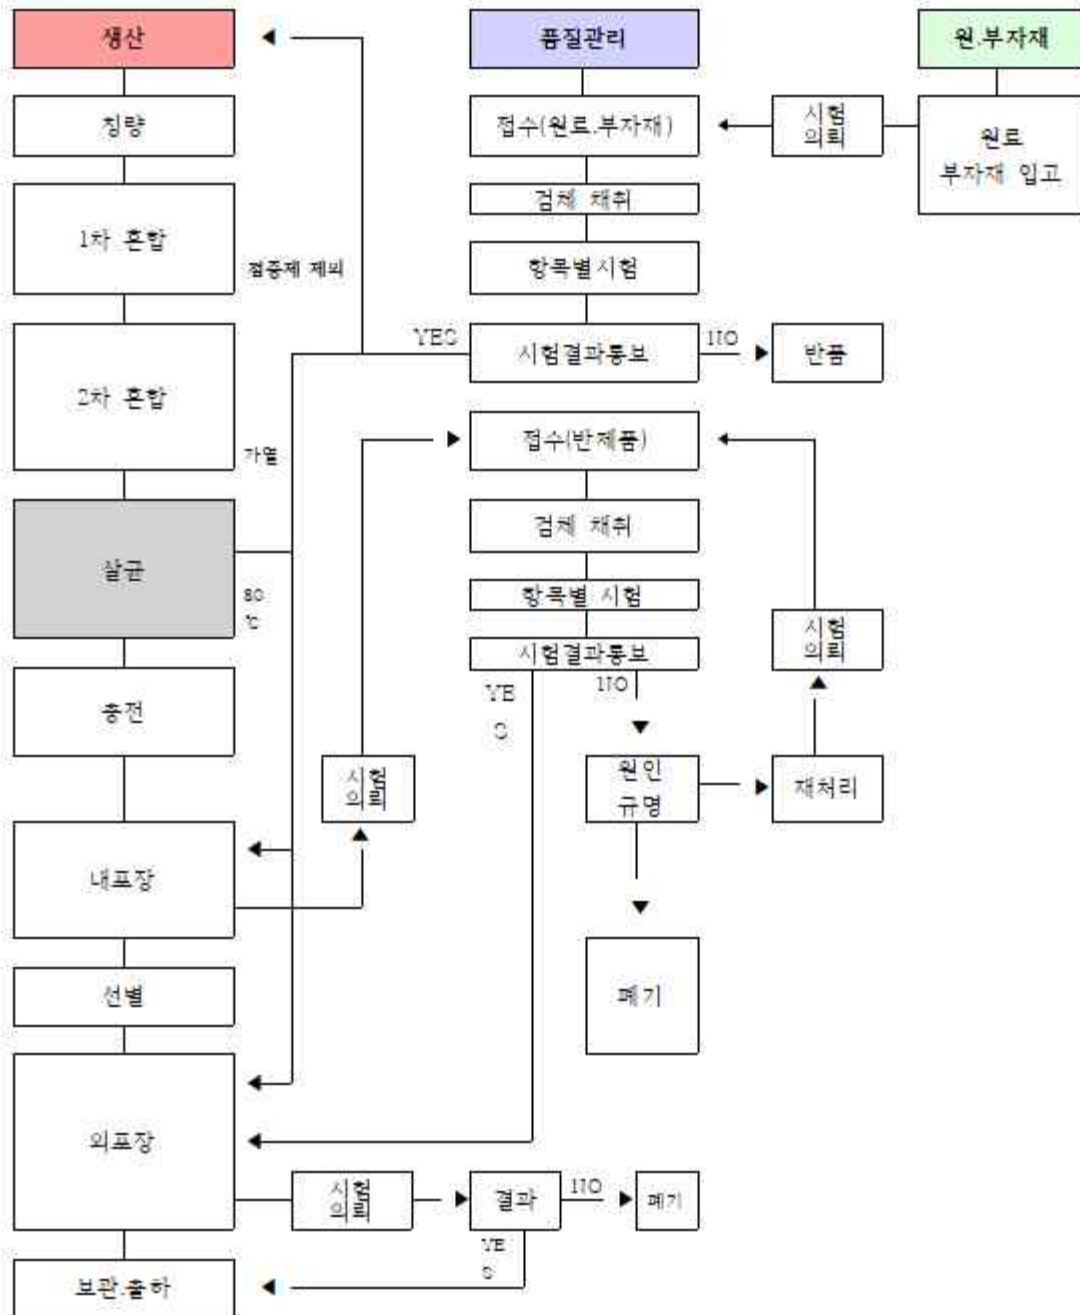 생산
품질관리
원.부자재
칭량
접수(원료.부자재)
시험
의뢰
원료
부자재 입고
1차 혼합
검체 채취
점증제 제외
항목별시험
2차 혼합
YES
시험결과통보
NO
반품
가열
접수(반제품)
살균
80
℃
검체 채취
항목별 시험
시험결과통보
시험
의뢰
YE
S
NO
충전
시험
의뢰
원인
규명
재처리
내포장
선별
폐기
외포장
시험
의뢰
결과
NO
폐기
YE
S
보관.출하